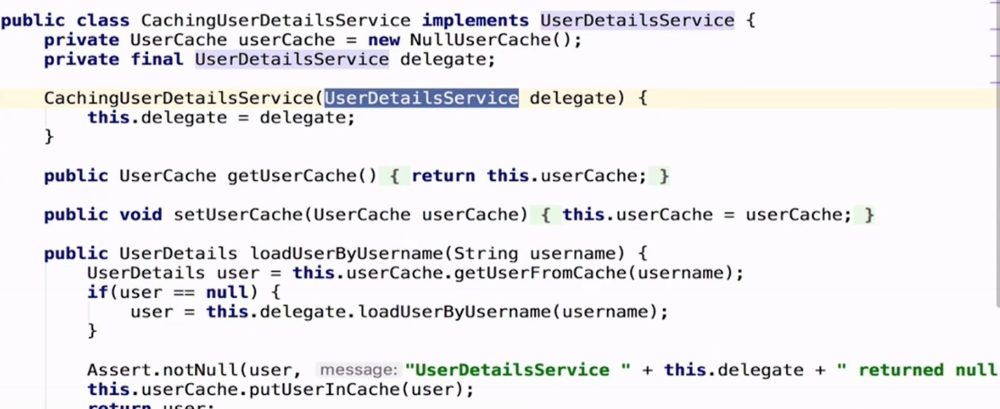 public class CachingUserDetailsService implements UserDetailsService {
private UserCache userCache = new NullUserCache();
private final UserDetailsService delegate;
CachingUserDetailsService(UserDetailsService delegate) {
this.delegate = delegate;
}
public UserCache getUserCache() { return this.userCache; }
public void setUserCache(UserCache userCache) { this.userCache = userCache; }
public UserDetails loadUserByUsername(String username) {
UserDetails user = this.userCache.getUserFromCache(username);
if(user == null) {
user = this.delegate.loadUserByUsername(username);
}
Assert.notNull(user, message: "UserDetailsService " + this.delegate + " returned null
this.userCache.putUserInCache(user);
return user;